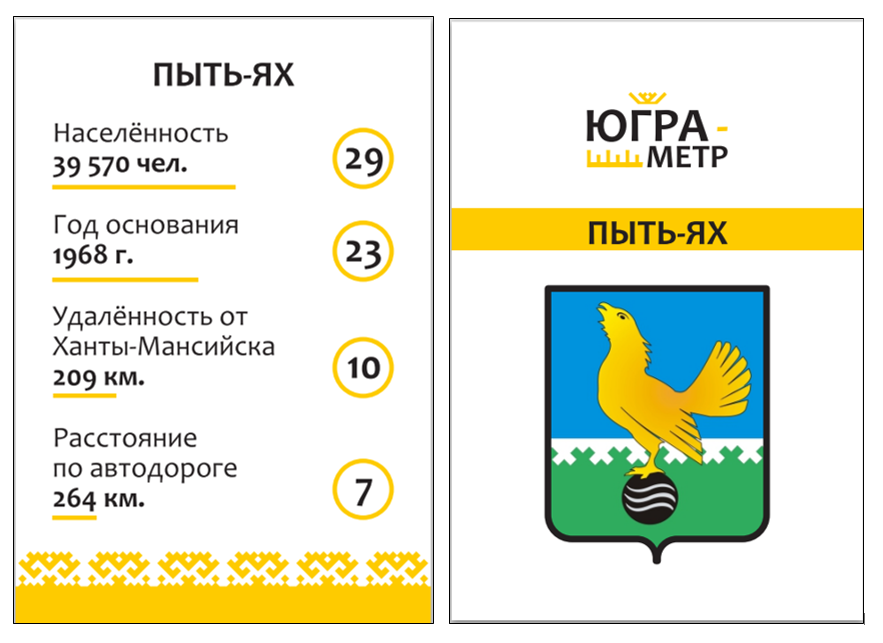 ПЫТЬ-ЯХ
Населённость
39 570 чел.
29
Год основания
1968 г.
23
Удалённость от
Ханты-Мансийска
209 км.
10
Расстояние
по автодороге
264 км.
7
ЮГРА -
МЕТР
ПЫТЬ-ЯХ